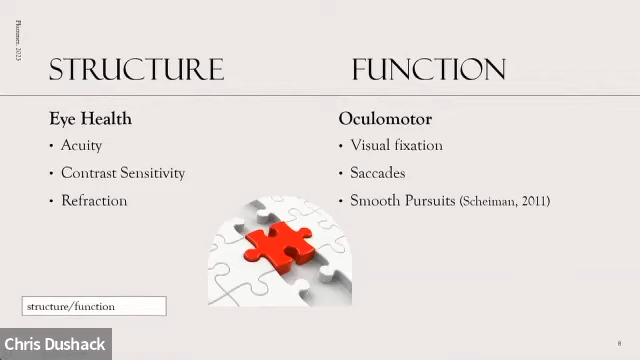 Plummer, 2023
STRUCTURE
FUNCTION
Eye Health
• Acuity
• Contrast Sensitivity
• Refraction
Oculomotor
• Visual fixation
• Saccades
• Smooth Pursuits (Scheiman, 2011)
structure/function
Chris Dushack
8